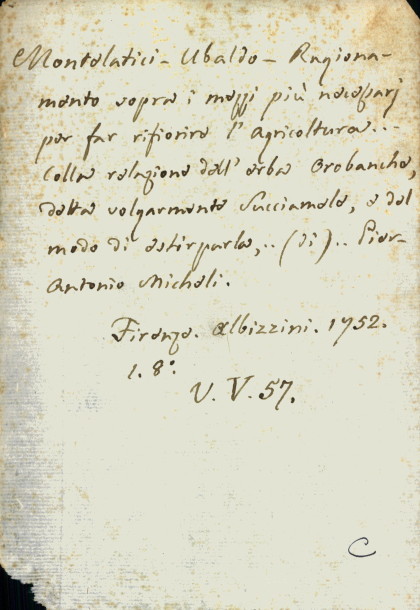 Montelatici - Ubaldo - Ragiona-
mento sopra i mezzi più necessarj
per far rifiorire l'Agricoltura..-
Colla relazione dell'erba Orobanche,
detta volgarmente Succiamele, e del
modo di estirparla,.. (di).. Pier-
Antonio Micheli.
Firenze. Albizzini. 1752.
1. 8°.
V. V. 57.
C